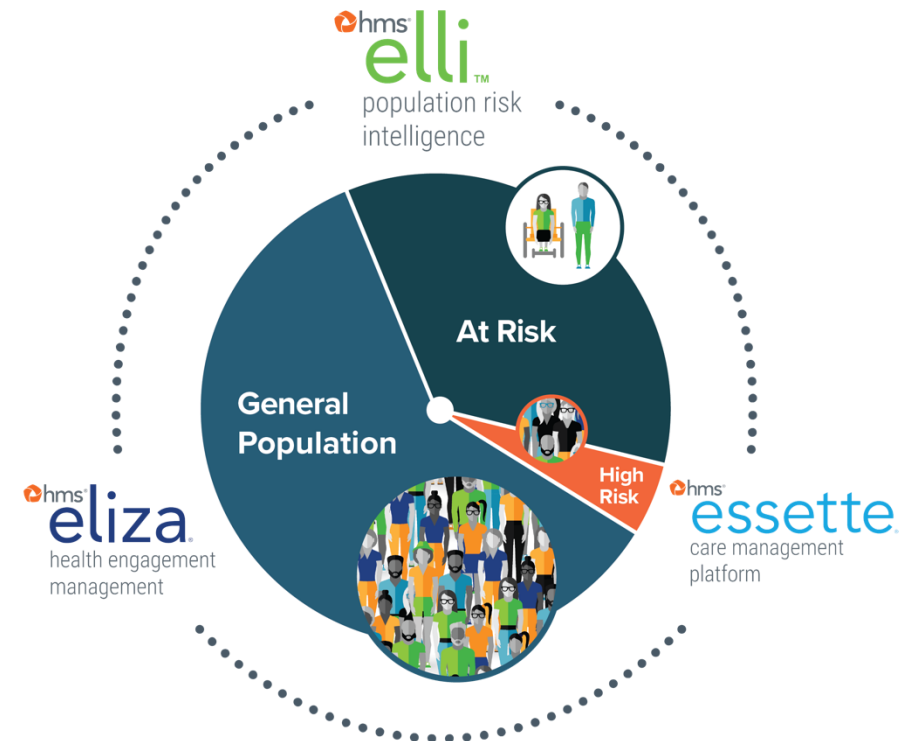 hms
elli™
population risk
intelligence
At Risk
General
Population
High
Risk
hms
eliza®
health engagement
management
hms
essette®
care management
platform